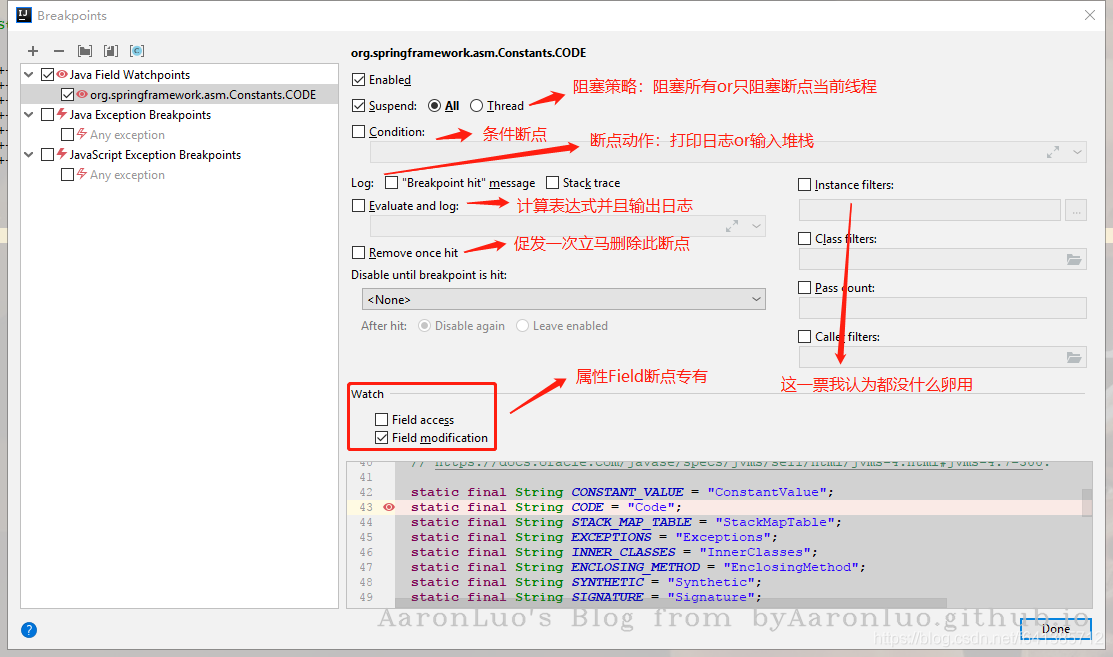 Breakpoints
Java Field Watchpoints
org.springframework.asm.Constants.CODE
Java Exception Breakpoints
Any exception
JavaScript Exception Breakpoints
Any exception
org.springframework.asm.Constants.CODE
Enabled
Suspend: All Thread
阻塞策略：阻塞所有or只阻塞断点当前线程
Condition:
条件断点
断点动作：打印日志or输入堆栈
Log: "Breakpoint hit" message Stack trace
Evaluate and log:
计算表达式并且输出日志
Remove once hit
促发一次立马删除此断点
Disable until breakpoint is hit:
<None>
After hit: Disable again Leave enabled
Instance filters:
...
Class filters:
Pass count:
Caller filters:
这一票我认为都没什么卵用
属性Field断点专有
Watch
Field access
Field modification
40 // https://docs.oracle.com/javase/specs/jvms/se11/html/jvms-4.html#jvms-4.7-300.
41
42 static final String CONSTANT_VALUE = "ConstantValue";
43 static final String CODE = "Code";
44 static final String STACK_MAP_TABLE = "StackMapTable";
45 static final String EXCEPTIONS = "Exceptions";
46 static final String INNER_CLASSES = "InnerClasses";
47 static final String ENCLOSING_METHOD = "EnclosingMethod";
48 static final String SYNTHETIC = "Synthetic";
49 static final String SIGNATURE = "Signature";
AaronLuo's Blog from byAaronluo.github.io
?
Done